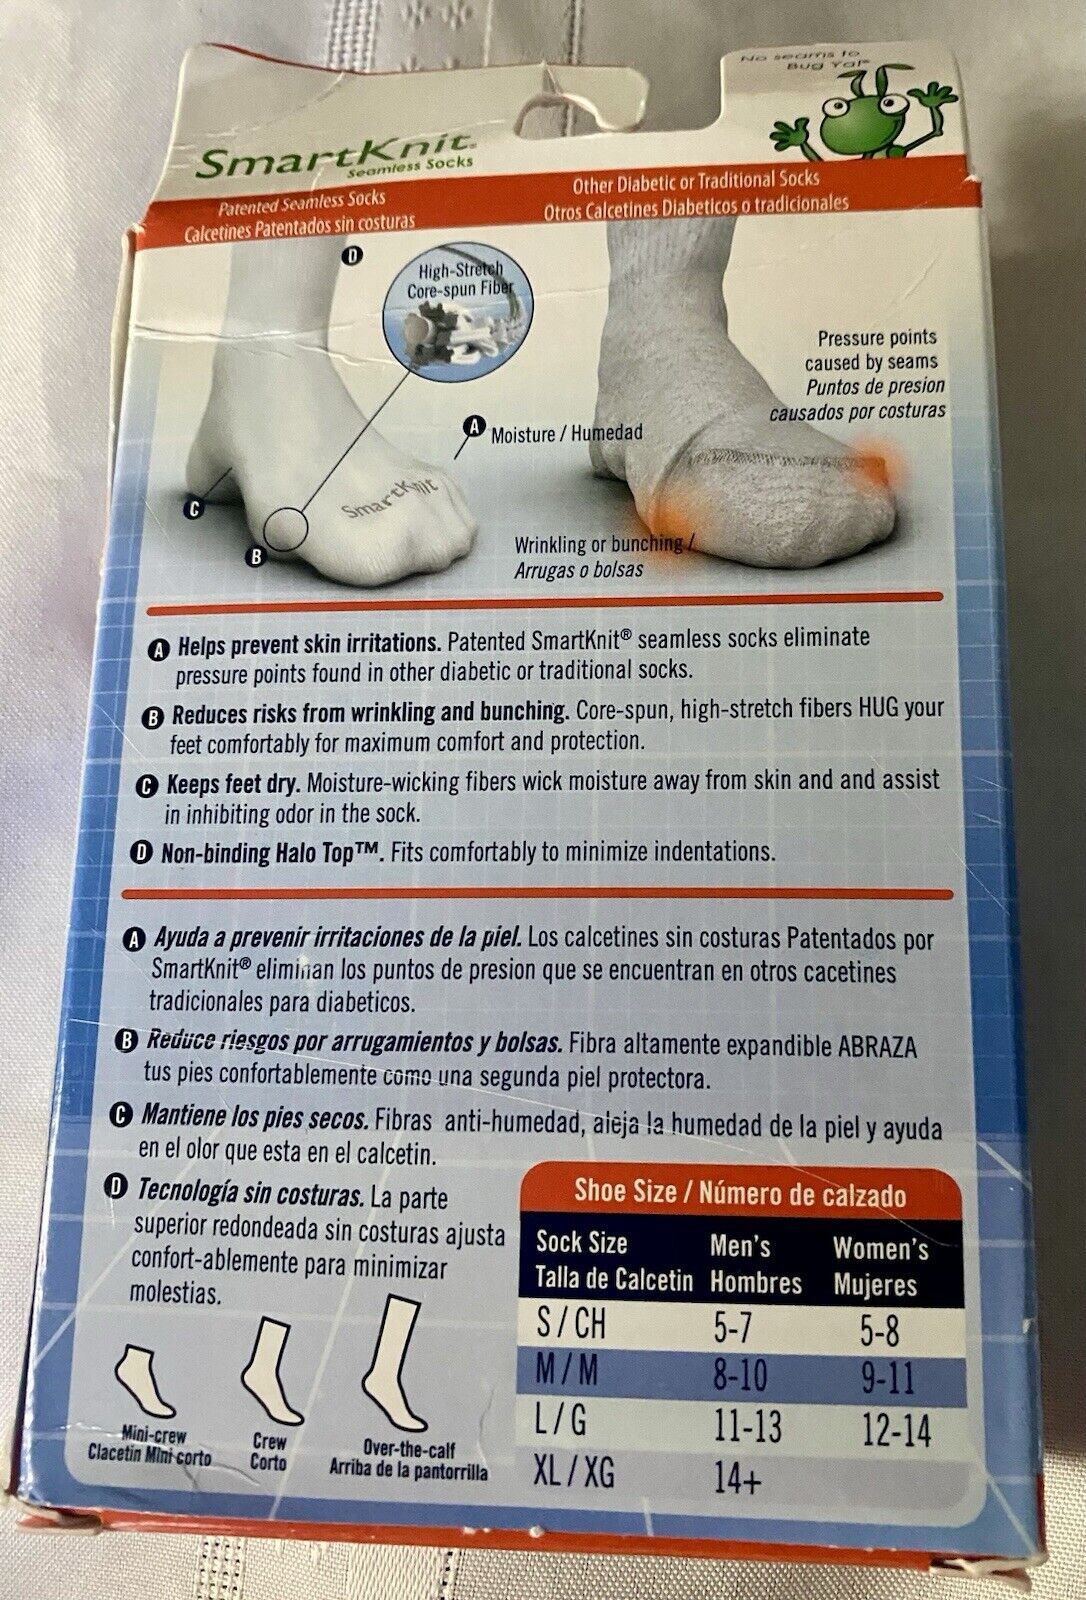 No seams to
Bug Ya!
SmartKnit®
Seamless Socks
Patented Seamless Socks
Calcetines Patentados sin costuras
Other Diabetic or Traditional Socks
Otros Calcetines Diabeticos o tradicionales
D
High-Stretch
Core-spun Fiber
Pressure points
caused by seams
Puntos de presion
causados por costuras
A Moisture / Humedad
SmartKnit
C
B
Wrinkling or bunching /
Arrugas o bolsas
A Helps prevent skin irritations. Patented SmartKnit® seamless socks eliminate
pressure points found in other diabetic or traditional socks.
B Reduces risks from wrinkling and bunching. Core-spun, high-stretch fibers HUG your
feet comfortably for maximum comfort and protection.
C Keeps feet dry. Moisture-wicking fibers wick moisture away from skin and and assist
in inhibiting odor in the sock.
D Non-binding Halo Top™. Fits comfortably to minimize indentations.
A Ayuda a prevenir irritaciones de la piel. Los calcetines sin costuras Patentados por
SmartKnit® eliminan los puntos de presion que se encuentran en otros cacetines
tradicionales para diabeticos.
B Reduce riesgos por arrugamientos y bolsas. Fibra altamente expandible ABRAZA
tus pies confortablemente como una segunda piel protectora.
C Mantiene los pies secos. Fibras anti-humedad, aleja la humedad de la piel y ayuda
en el olor que esta en el calcetin.
D Tecnología sin costuras. La parte
superior redondeada sin costuras ajusta
confort-ablemente para minimizar
molestias.
Mini-crew
Clacetin Mini corto
Crew
Corto
Over-the-calf
Arriba de la pantorrilla
Shoe Size / Número de calzado
Sock Size Men's Women's
Talla de Calcetin Hombres Mujeres
S / CH 5-7 5-8
M / M 8-10 9-11
L / G 11-13 12-14
XL / XG 14+